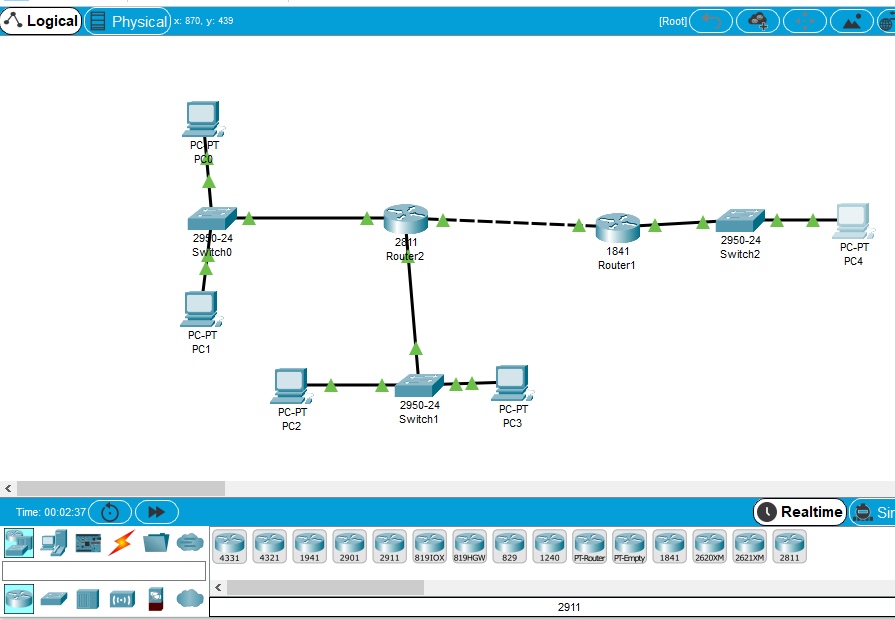 Logical Physical x: 870, y: 439 [Root]
PC-PT
PC0
2950-24
Switch0
PC-PT
PC1
2811
Router2
1841
Router1
2950-24
Switch2
PC-PT
PC4
PC-PT
PC2
2950-24
Switch1
PC-PT
PC3
Time: 00:02:37 Realtime Sir
4331 4321 1941 2901 2911 819IOX 819HGW 829 1240 PT-Router PT-Empty 1841 2620XM 2621XM 2811
2911